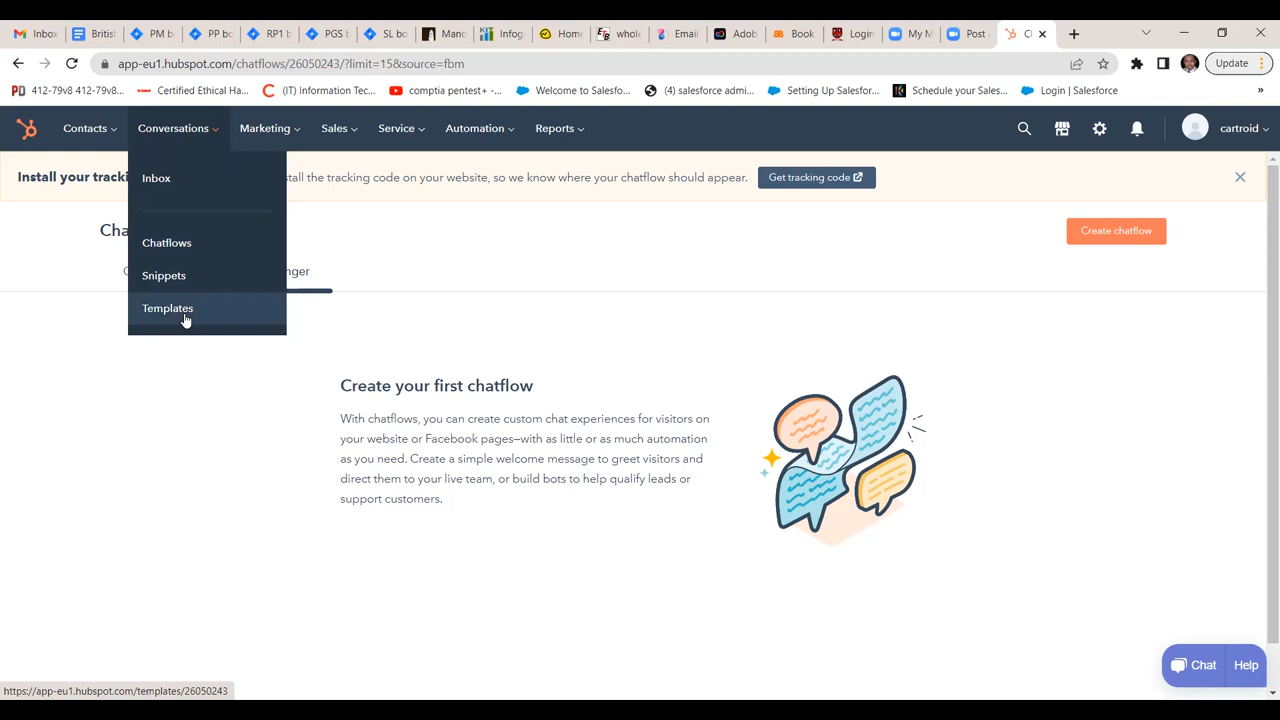 Inbox
British
PM b
PP bo
RP1 b
PGS b
SL bo
Mano
Infog
Home
whole
Email
Adob
Book
Login
My M
Post
Cl
app-eu1.hubspot.com/chatflows/26050243/?limit=15&source=fbm
Update
412-79v8 412-79v8...
Certified Ethical Ha...
(IT) Information Tec...
comptia pentest+ -...
Welcome to Salesfo...
(4) salesforce admi...
Setting Up Salesfor...
Schedule your Sales...
Login | Salesforce
»
Contacts
Conversations
Marketing
Sales
Service
Automation
Reports
cartroid
Install your tracki
stall the tracking code on your website, so we know where your chatflow should appear.
Get tracking code
Inbox
Chatflows
Snippets
Templates
Cha
Create chatflow
nger
Create your first chatflow
With chatflows, you can create custom chat experiences for visitors on
your website or Facebook pages—with as little or as much automation
as you need. Create a simple welcome message to greet visitors and
direct them to your live team, or build bots to help qualify leads or
support customers.
Chat
Help
https://app-eu1.hubspot.com/templates/26050243